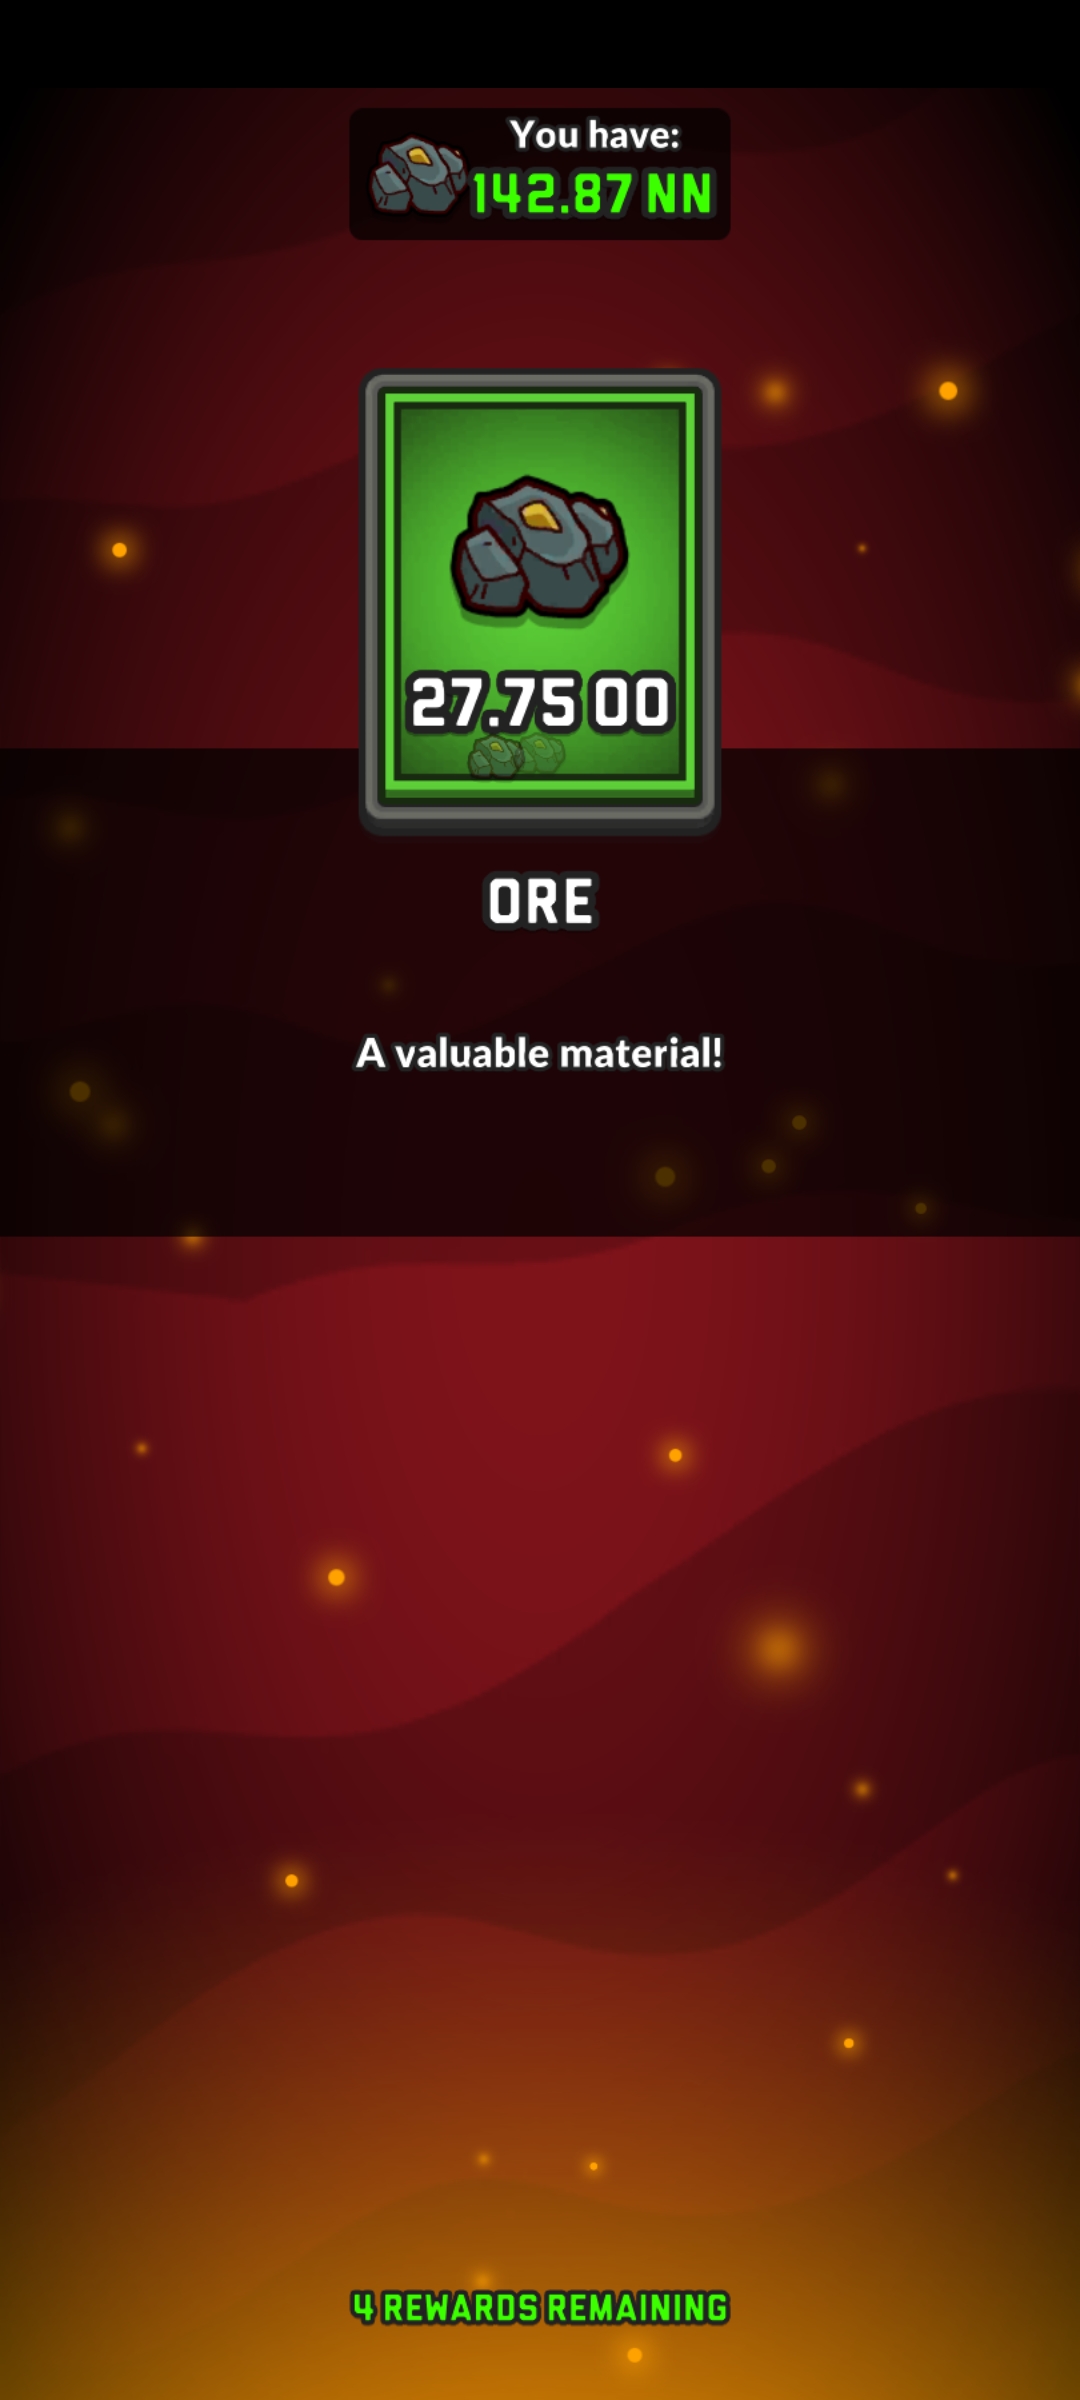 You have:
142.87 NN
27.75 OO
ORE
A valuable material!
4 REWARDS REMAINING